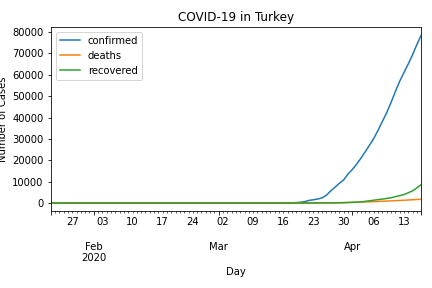 COVID-19 in Turkey
confirmed
deaths
recovered
80000
70000
60000
50000
40000
30000
20000
10000
0
Number of Cases
27 03 10 17 24 02 09 16 23 30 06 13
Feb Mar Apr
2020
Day